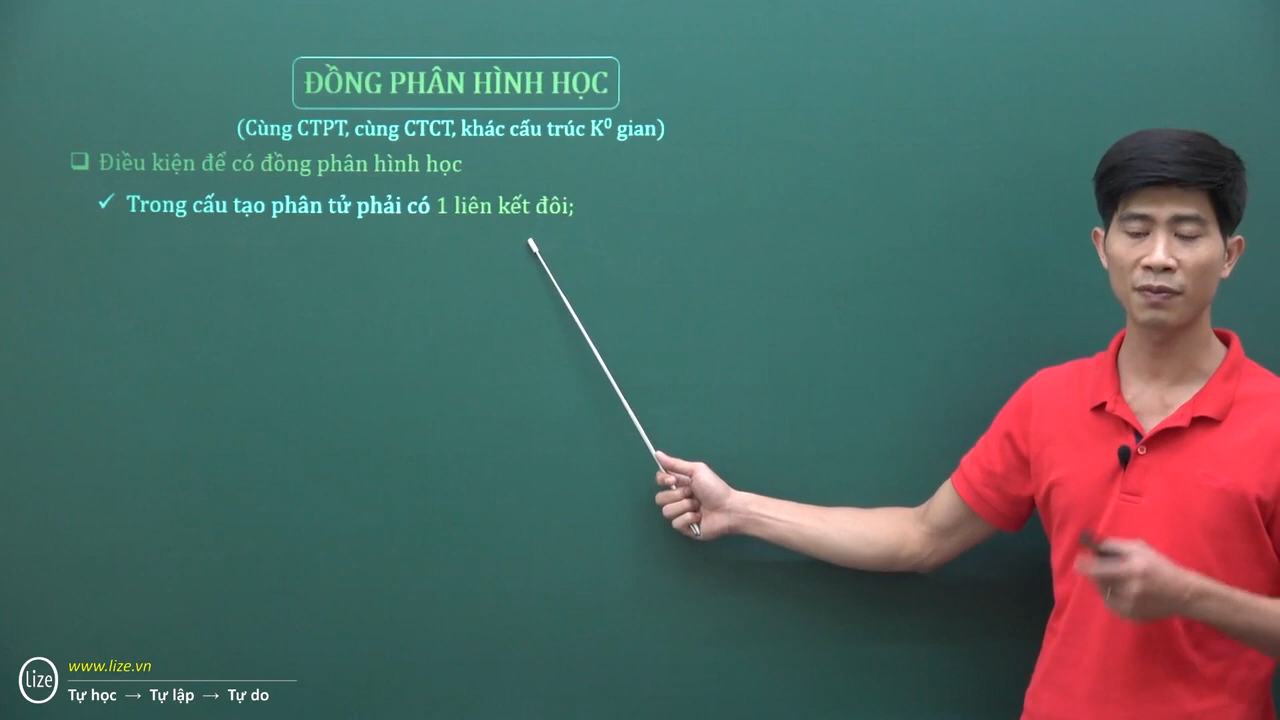 ĐỒNG PHÂN HÌNH HỌC
(Cùng CTPT, cùng CTCT, khác cấu trúc K⁰ gian)
❑ Điều kiện để có đồng phân hình học
✓ Trong cấu tạo phân tử phải có 1 liên kết đôi;
lize
www.lize.vn
Tự học → Tự lập → Tự do